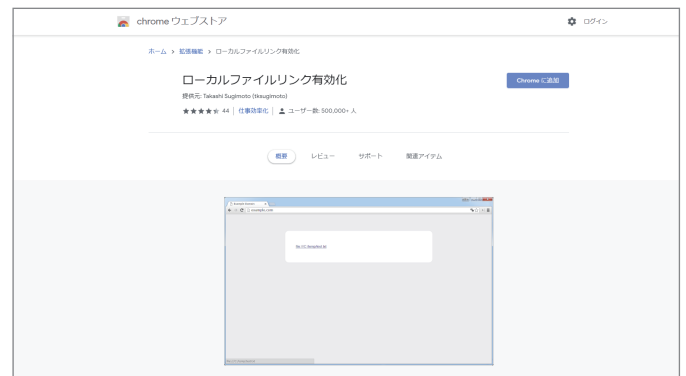 chrome ウェブストア
ログイン
ホーム > 拡張機能 > ローカルファイルリンク有効化
ローカルファイルリンク有効化
Chrome に追加
提供元: Takashi Sugimoto (tksugimoto)
44 | 仕事効率化 | ユーザー数: 500,000+ 人
概要 レビュー サポート 関連アイテム
Example Domain
example.com